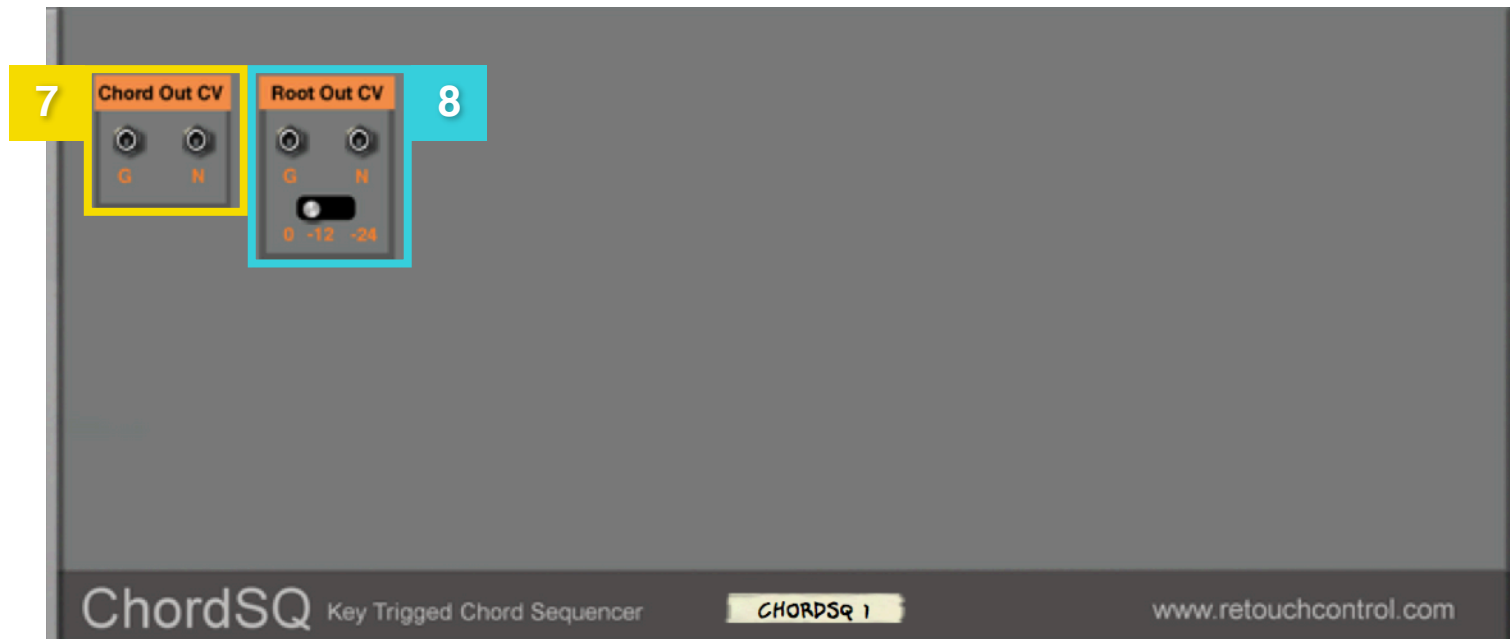 7
Chord Out CV
G N
Root Out CV
8
G N
0 -12 -24
ChordSQ Key Trigged Chord Sequencer
CHORDSQ 1
www.retouchcontrol.com